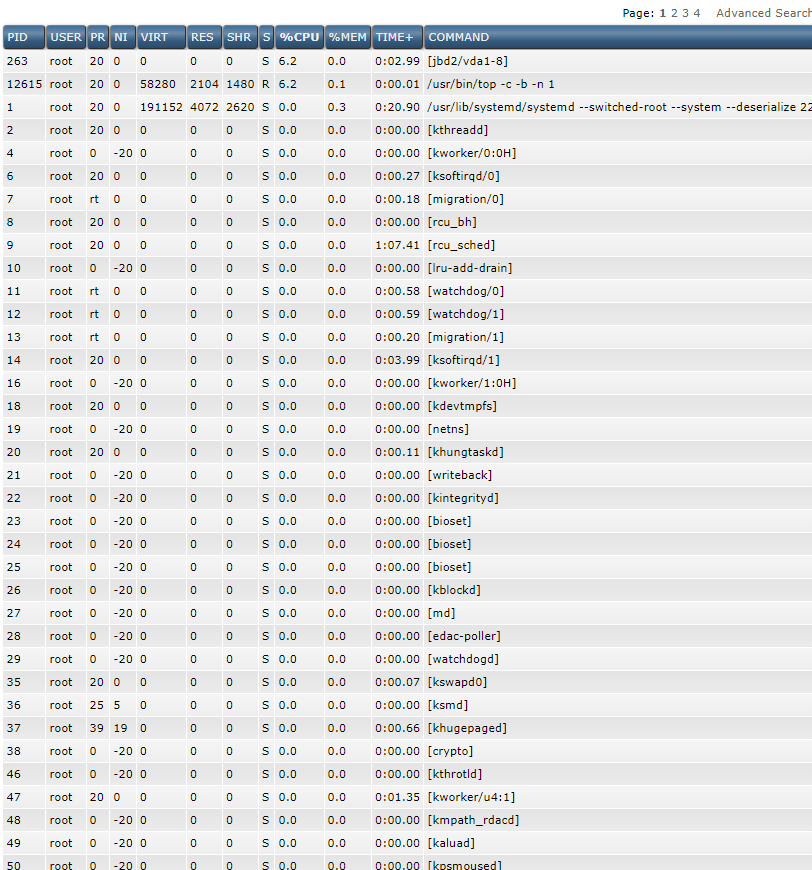 Page: 1 2 3 4 Advanced Search
PID USER PR NI VIRT RES SHR S %CPU %MEM TIME+ COMMAND
263 root 20 0 0 0 0 S 6.2 0.0 0:02.99 [jbd2/vda1-8]
12615 root 20 0 58280 2104 1480 R 6.2 0.1 0:00.01 /usr/bin/top -c -b -n 1
1 root 20 0 191152 4072 2620 S 0.0 0.3 0:20.90 /usr/lib/systemd/systemd --switched-root --system --deserialize 22
2 root 20 0 0 0 0 S 0.0 0.0 0:00.00 [kthreadd]
4 root 0 -20 0 0 0 S 0.0 0.0 0:00.00 [kworker/0:0H]
6 root 20 0 0 0 0 S 0.0 0.0 0:00.27 [ksoftirqd/0]
7 root rt 0 0 0 0 S 0.0 0.0 0:00.18 [migration/0]
8 root 20 0 0 0 0 S 0.0 0.0 0:00.00 [rcu_bh]
9 root 20 0 0 0 0 S 0.0 0.0 1:07.41 [rcu_sched]
10 root 0 -20 0 0 0 S 0.0 0.0 0:00.00 [lru-add-drain]
11 root rt 0 0 0 0 S 0.0 0.0 0:00.58 [watchdog/0]
12 root rt 0 0 0 0 S 0.0 0.0 0:00.59 [watchdog/1]
13 root rt 0 0 0 0 S 0.0 0.0 0:00.20 [migration/1]
14 root 20 0 0 0 0 S 0.0 0.0 0:03.99 [ksoftirqd/1]
16 root 0 -20 0 0 0 S 0.0 0.0 0:00.00 [kworker/1:0H]
18 root 20 0 0 0 0 S 0.0 0.0 0:00.00 [kdevtmpfs]
19 root 0 -20 0 0 0 S 0.0 0.0 0:00.00 [netns]
20 root 20 0 0 0 0 S 0.0 0.0 0:00.11 [khungtaskd]
21 root 0 -20 0 0 0 S 0.0 0.0 0:00.00 [writeback]
22 root 0 -20 0 0 0 S 0.0 0.0 0:00.00 [kintegrityd]
23 root 0 -20 0 0 0 S 0.0 0.0 0:00.00 [bioset]
24 root 0 -20 0 0 0 S 0.0 0.0 0:00.00 [bioset]
25 root 0 -20 0 0 0 S 0.0 0.0 0:00.00 [bioset]
26 root 0 -20 0 0 0 S 0.0 0.0 0:00.00 [kblockd]
27 root 0 -20 0 0 0 S 0.0 0.0 0:00.00 [md]
28 root 0 -20 0 0 0 S 0.0 0.0 0:00.00 [edac-poller]
29 root 0 -20 0 0 0 S 0.0 0.0 0:00.00 [watchdogd]
35 root 20 0 0 0 0 S 0.0 0.0 0:00.07 [kswapd0]
36 root 25 5 0 0 0 S 0.0 0.0 0:00.00 [ksmd]
37 root 39 19 0 0 0 S 0.0 0.0 0:00.66 [khugepaged]
38 root 0 -20 0 0 0 S 0.0 0.0 0:00.00 [crypto]
46 root 0 -20 0 0 0 S 0.0 0.0 0:00.00 [kthrotld]
47 root 20 0 0 0 0 S 0.0 0.0 0:01.35 [kworker/u4:1]
48 root 0 -20 0 0 0 S 0.0 0.0 0:00.00 [kmpath_rdacd]
49 root 0 -20 0 0 0 S 0.0 0.0 0:00.00 [kaluad]
50 root 0 -20 0 0 0 S 0.0 0.0 0:00.00 [kpsmoused]